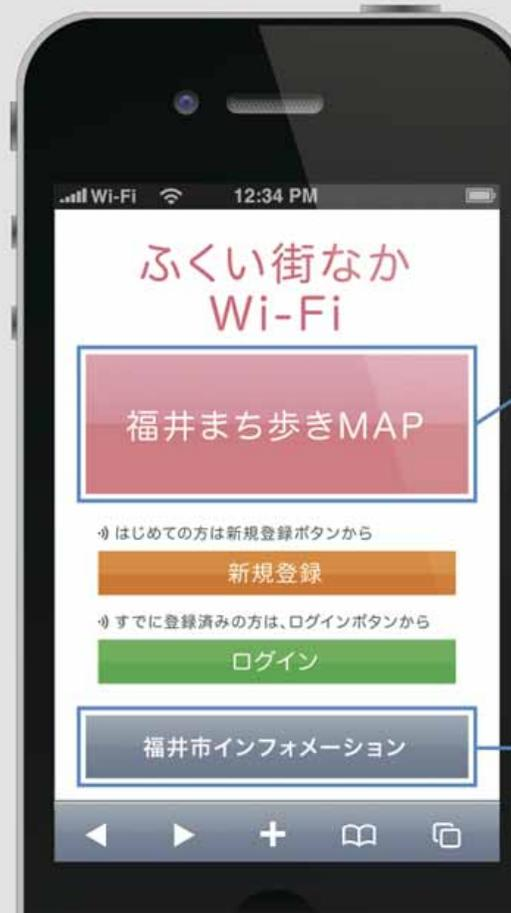 Wi-Fi 12:34 PM
ふくい街なか
Wi-Fi
福井まち歩きMAP
はじめての方は新規登録ボタンから
新規登録
すでに登録済みの方は、ログインボタンから
ログイン
福井市インフォメーション